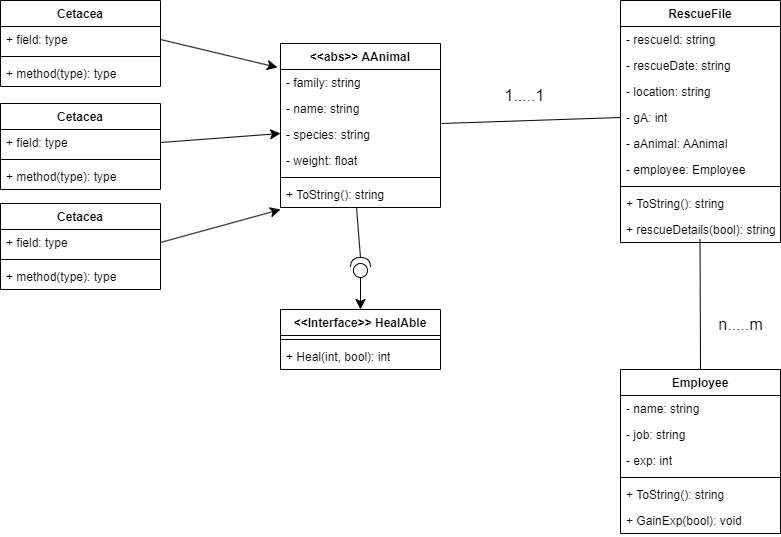 Cetacea
+ field: type
+ method(type): type
Cetacea
+ field: type
+ method(type): type
Cetacea
+ field: type
+ method(type): type
<<abs>> AAnimal
- family: string
- name: string
- species: string
- weight: float
+ ToString(): string
<<Interface>> HealAble
+ Heal(int, bool): int
1.....1
RescueFile
- rescueId: string
- rescueDate: string
- location: string
- gA: int
- aAnimal: AAnimal
- employee: Employee
+ ToString(): string
+ rescueDetails(bool): string
n.....m
Employee
- name: string
- job: string
- exp: int
+ ToString(): string
+ GainExp(bool): void